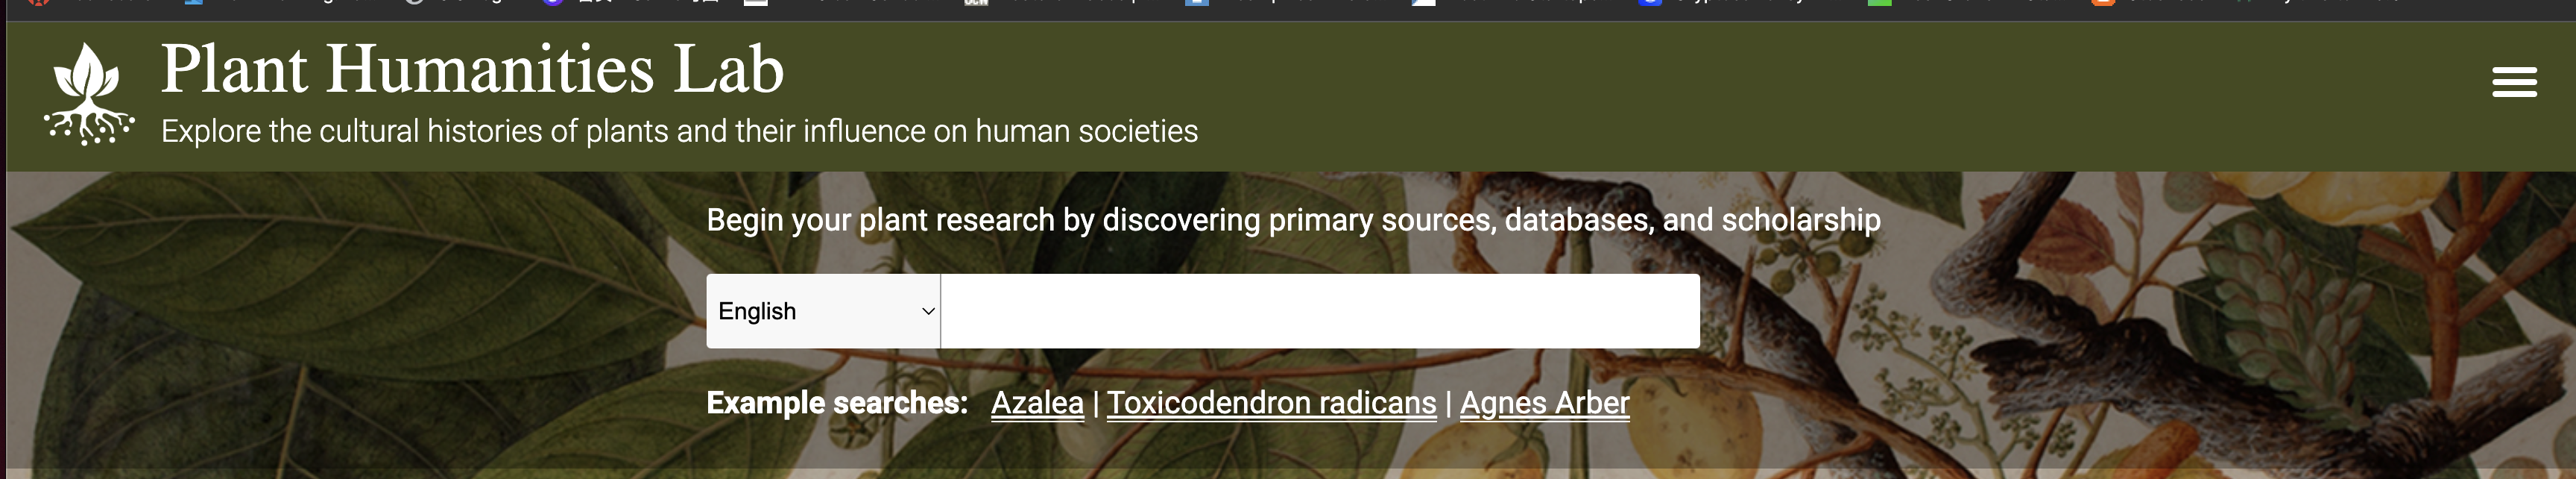 Plant Humanities Lab
Explore the cultural histories of plants and their influence on human societies
Begin your plant research by discovering primary sources, databases, and scholarship
English
Example searches: Azalea | Toxicodendron radicans | Agnes Arber